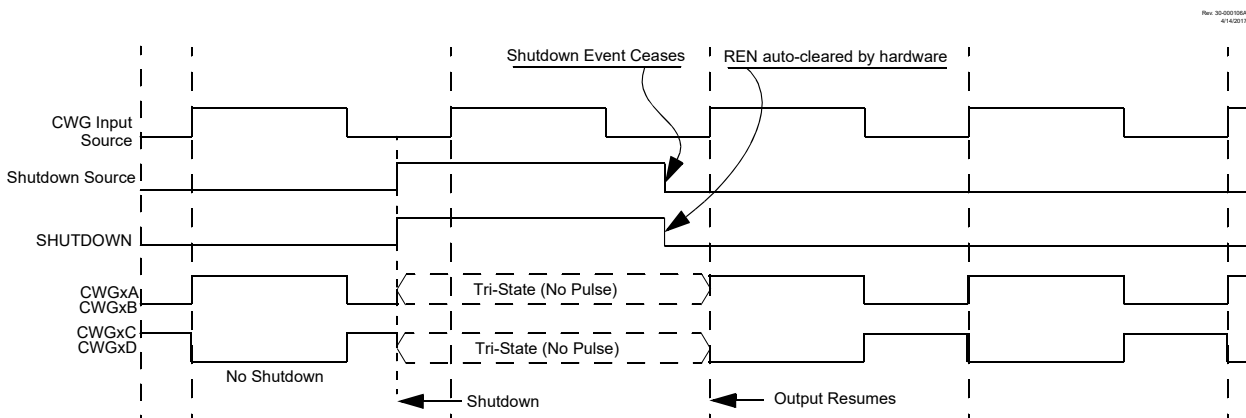 Rev. 30-000106A
4/14/2017
Shutdown Event Ceases
REN auto-cleared by hardware
CWG Input
Source
Shutdown Source
SHUTDOWN
CWGxA
CWGxB
Tri-State (No Pulse)
CWGxC
CWGxD
Tri-State (No Pulse)
No Shutdown
Shutdown
Output Resumes